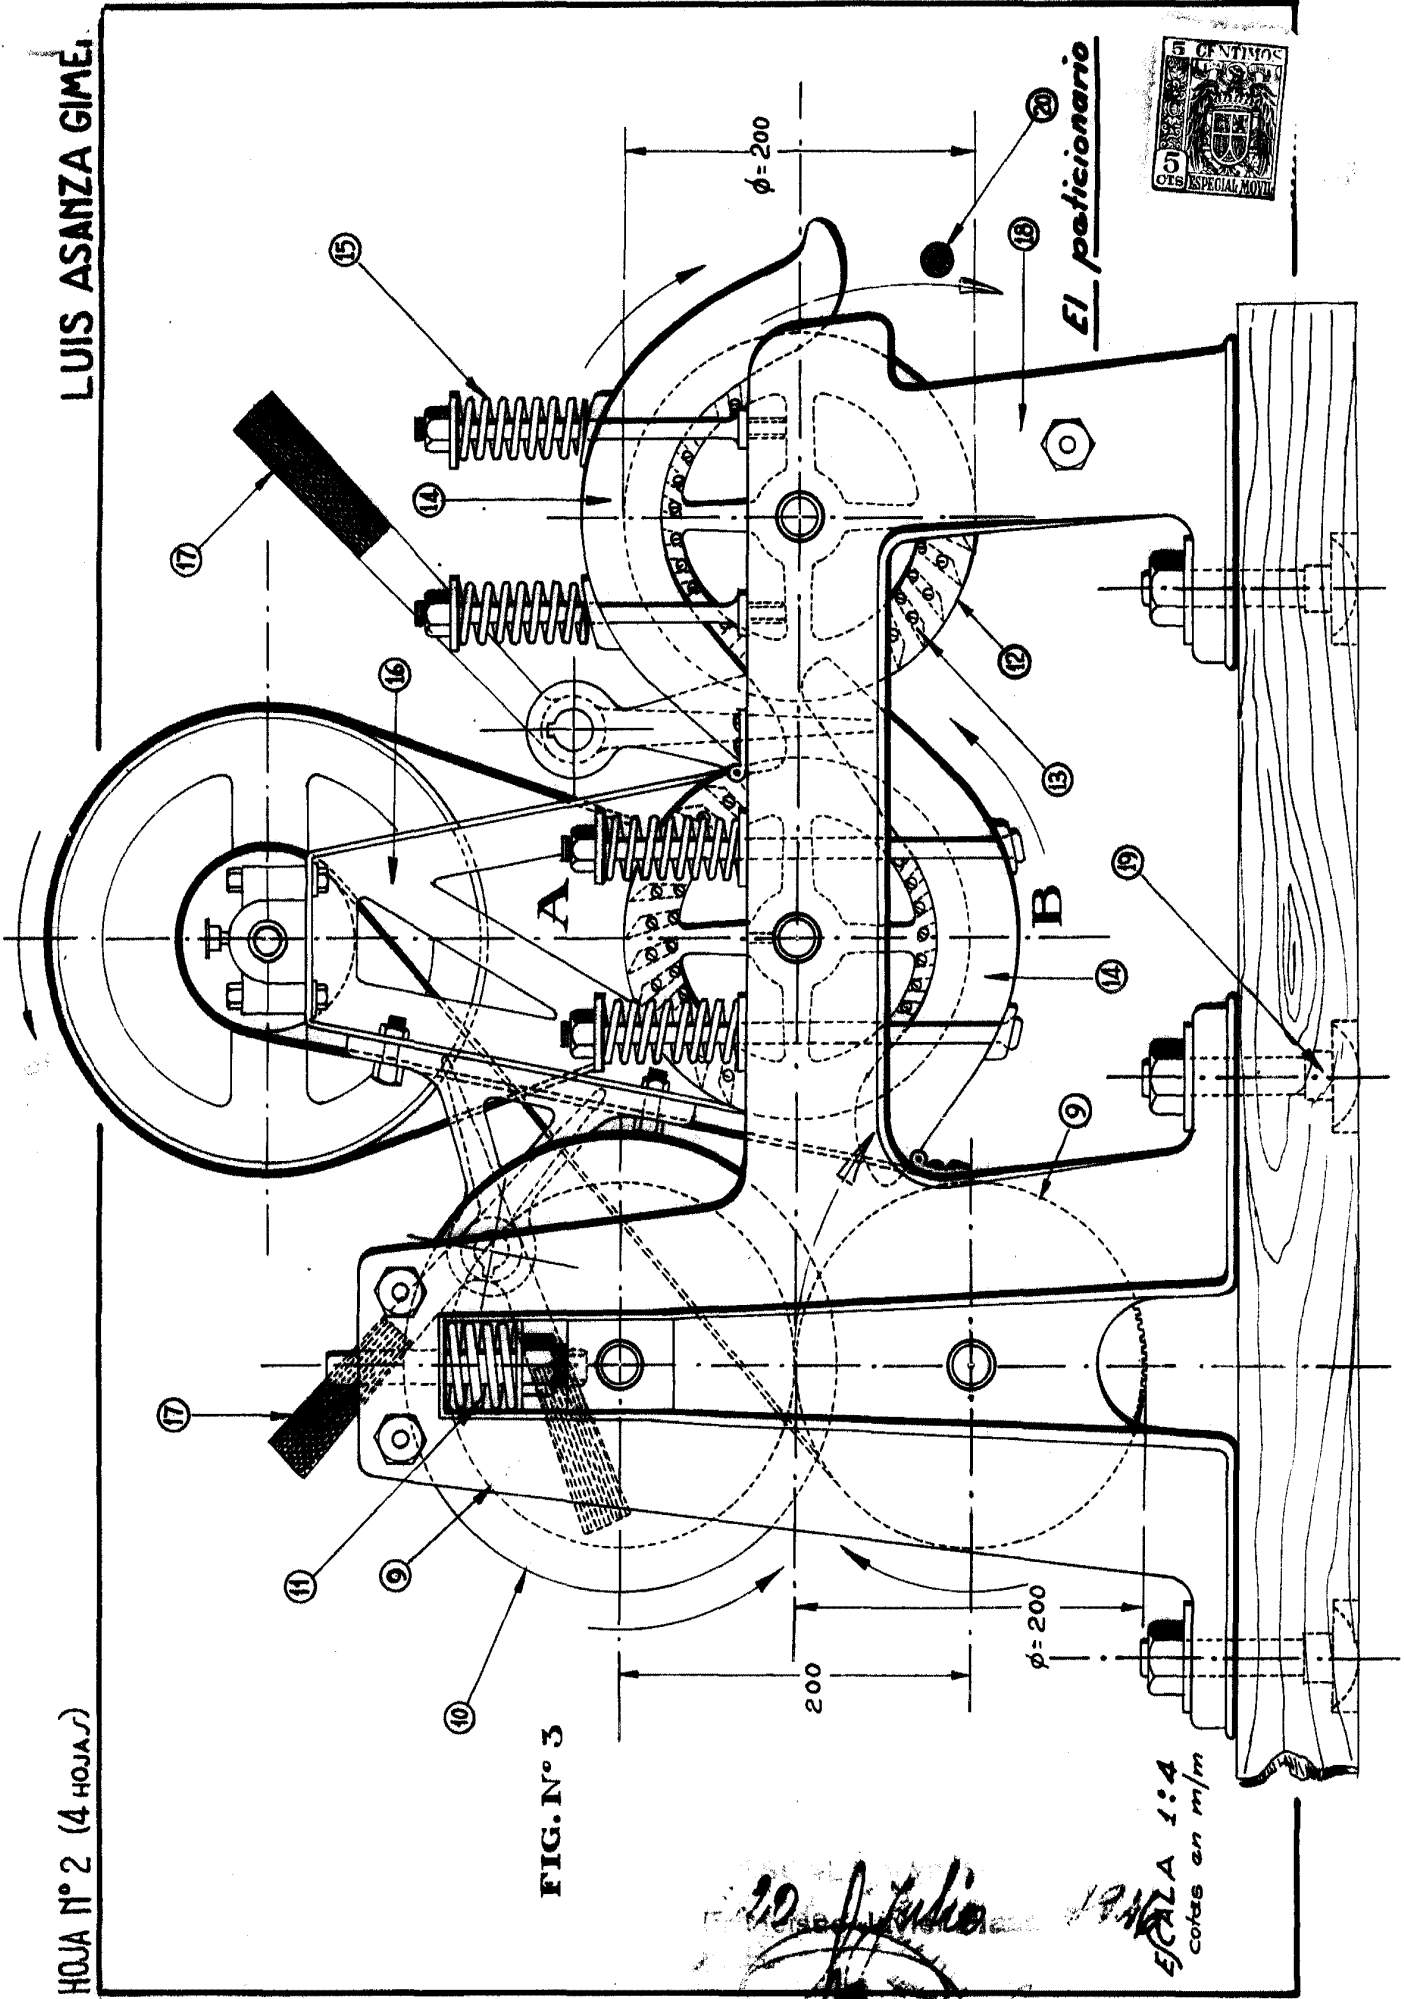 HOJA Nº 2 (4 HOJAS)
LUIS ASANZA GIME.
17
15
16
14
17
11
9
10
A
B
13
12
14
19
9
18
20
ϕ=200
200
ϕ=200
FIG. Nº 3
20 Julio
ESCALA 1:4
cotas en m/m
El peticionario
5 CENTIMOS
5
CTS
ESPECIAL MOVIL